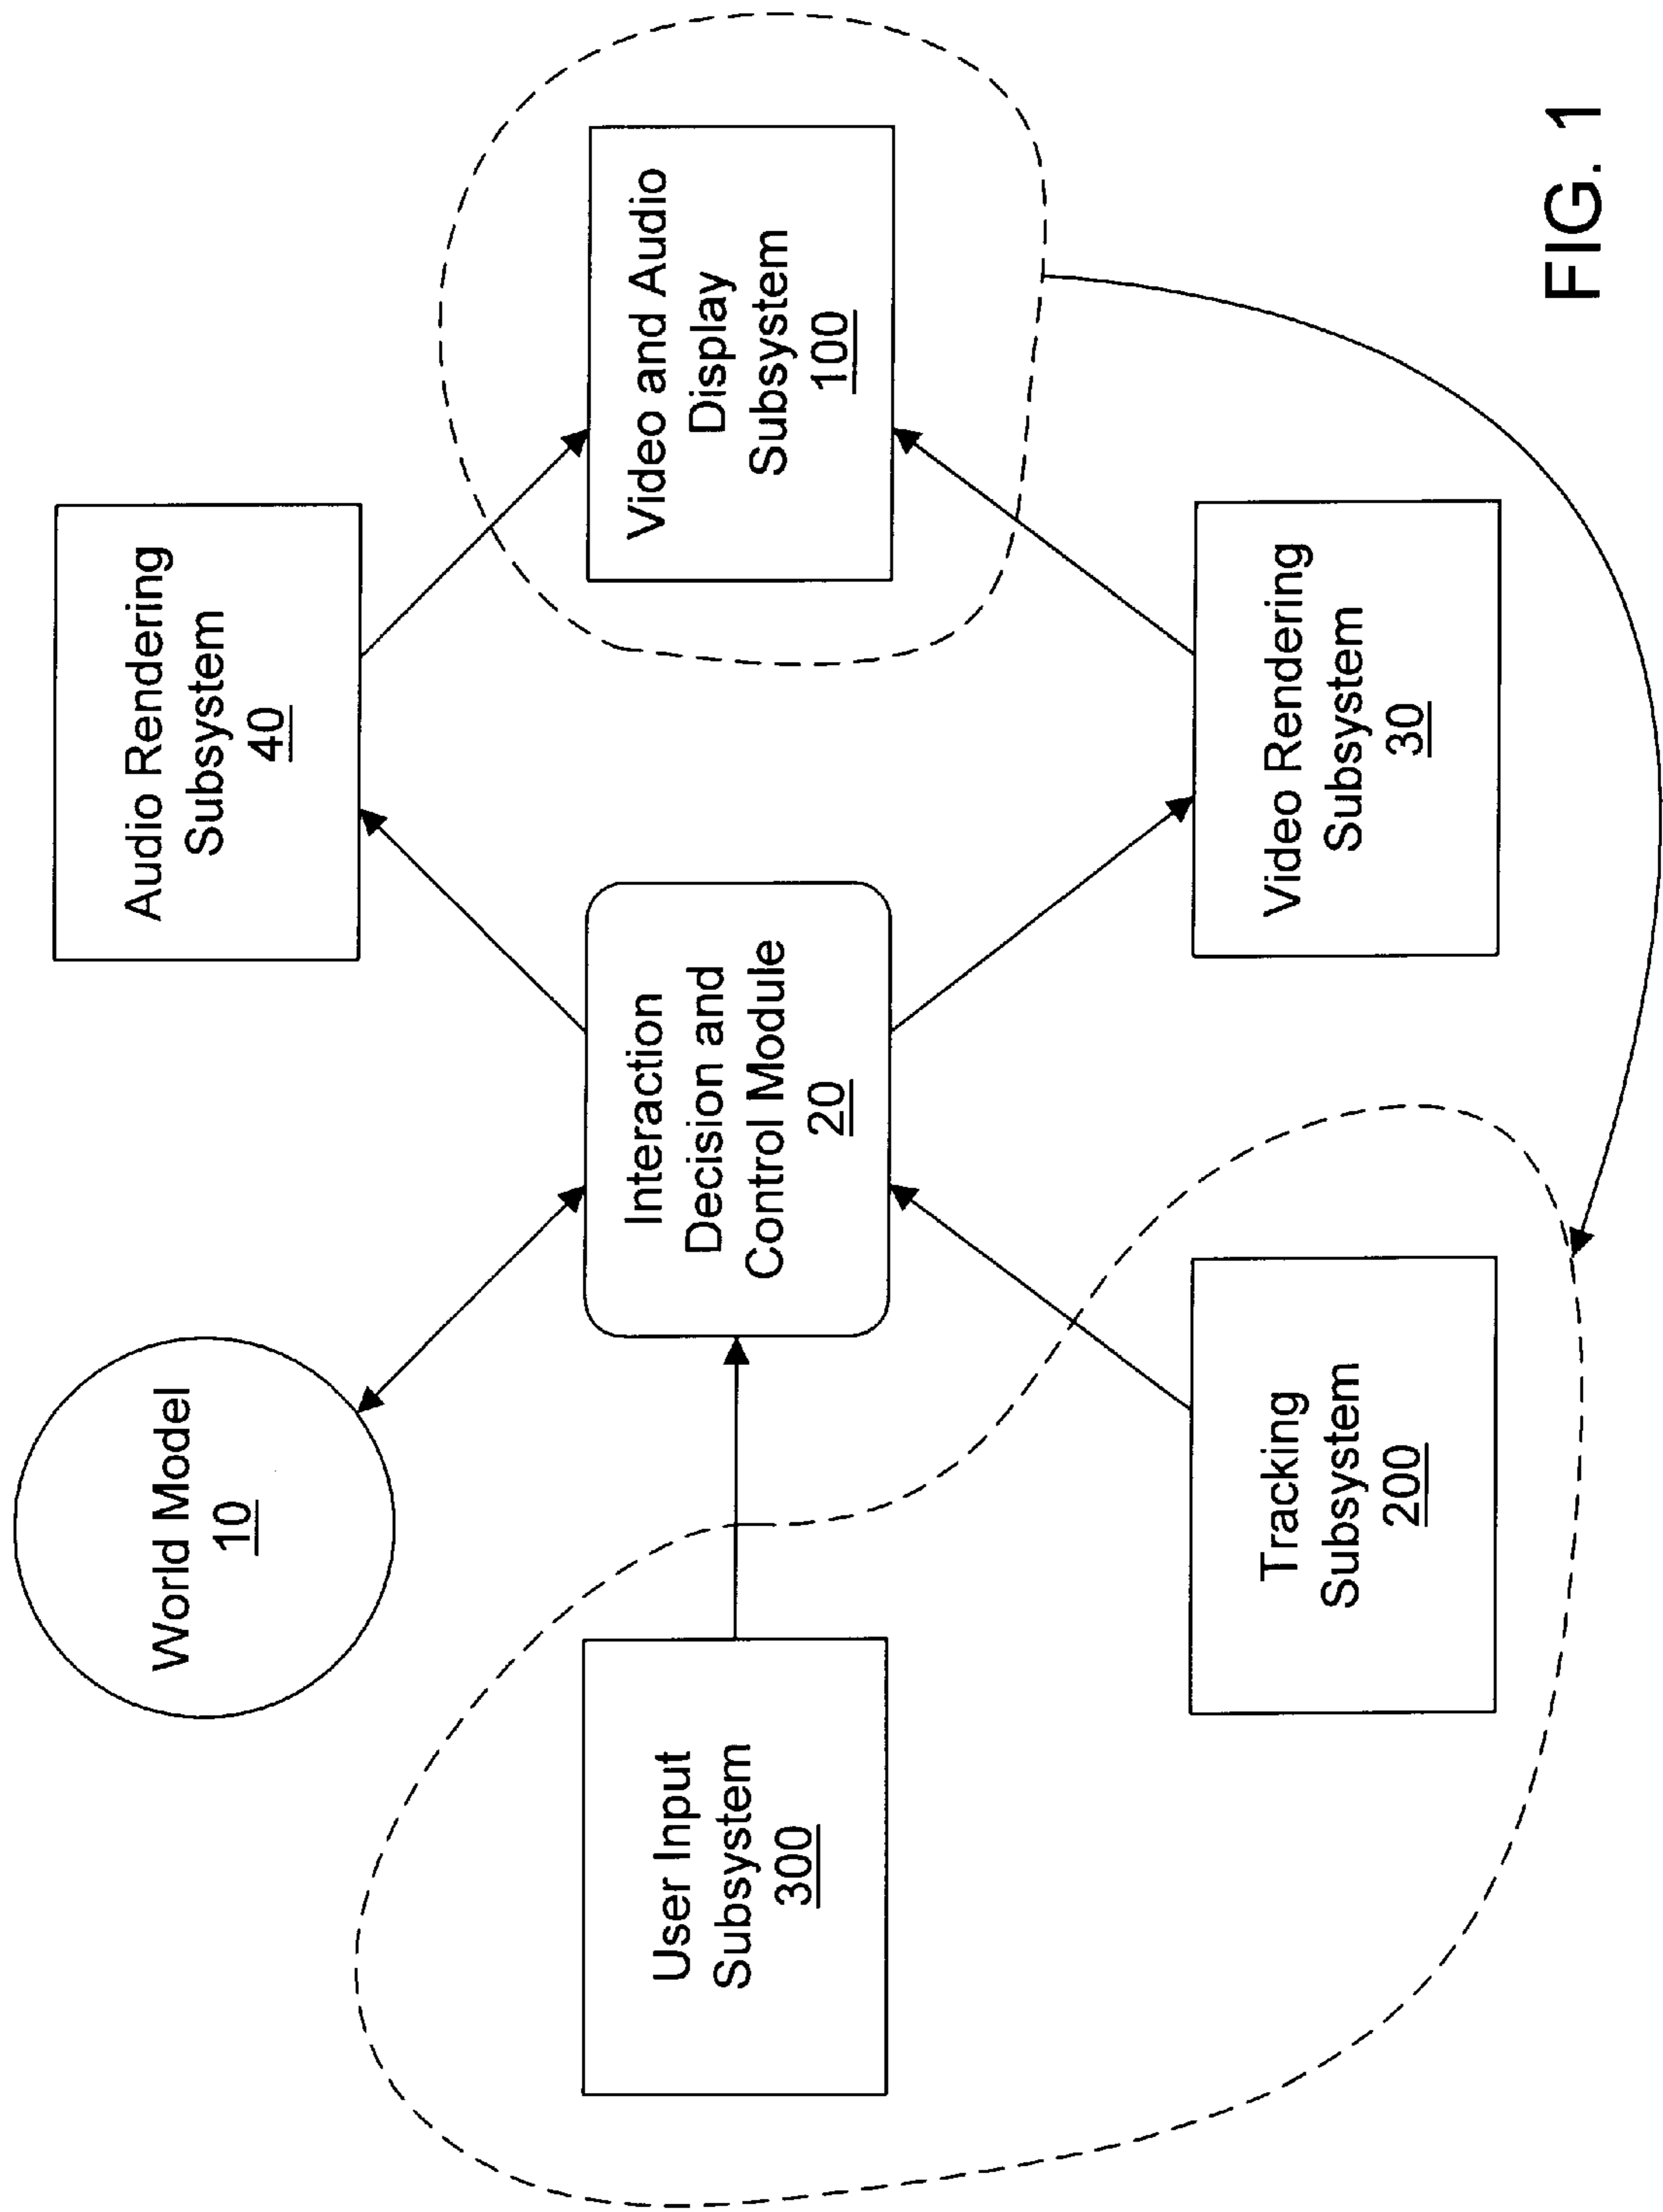 World Model
10
Audio Rendering
Subsystem
40
User Input
Subsystem
300
Interaction
Decision and
Control Module
20
Video and Audio
Display
Subsystem
100
Tracking
Subsystem
200
Video Rendering
Subsystem
30
FIG. 1